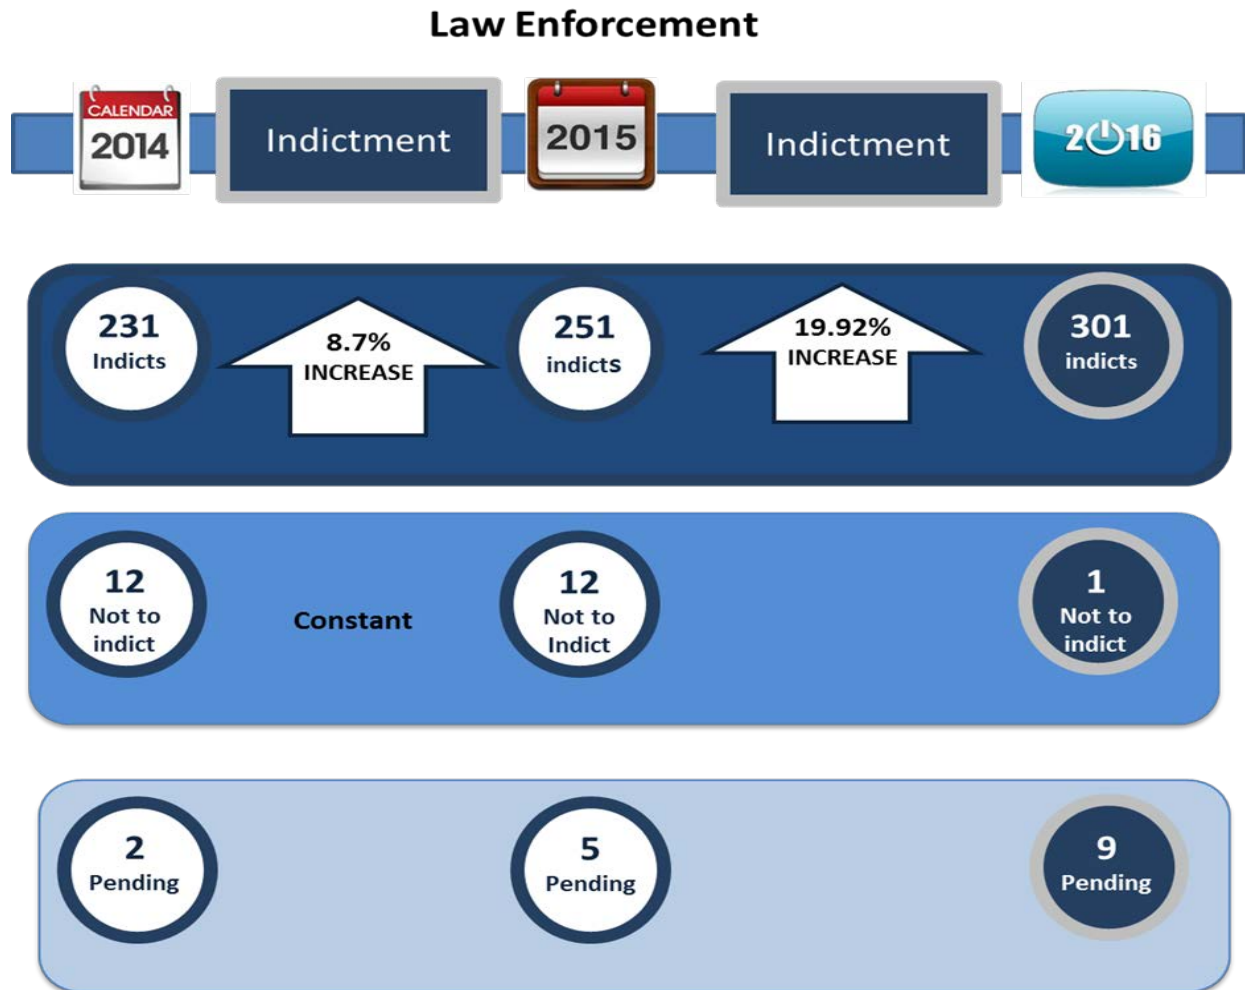 Law Enforcement
CALENDAR
2014
Indictment
2015
Indictment
2016
231
Indicts
8.7%
INCREASE
251
indicts
19.92%
INCREASE
301
indicts
12
Not to
indict
Constant
12
Not to
Indict
1
Not to
indict
2
Pending
5
Pending
9
Pending